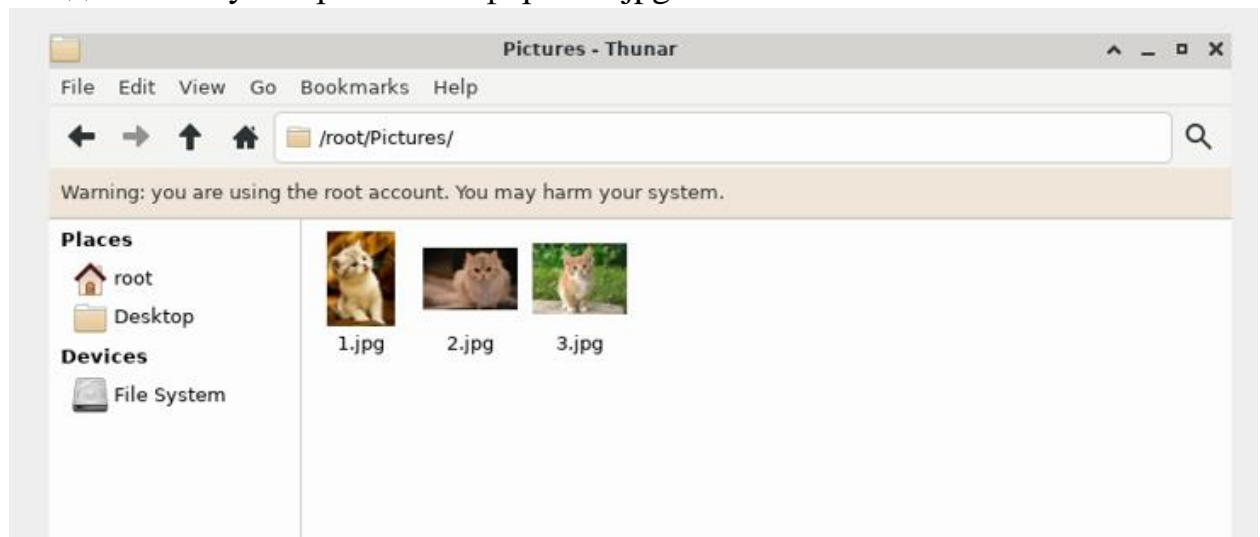 Pictures - Thunar
File Edit View Go Bookmarks Help
/root/Pictures/
Warning: you are using the root account. You may harm your system.
Places
root
Desktop
Devices
File System
1.jpg 2.jpg 3.jpg